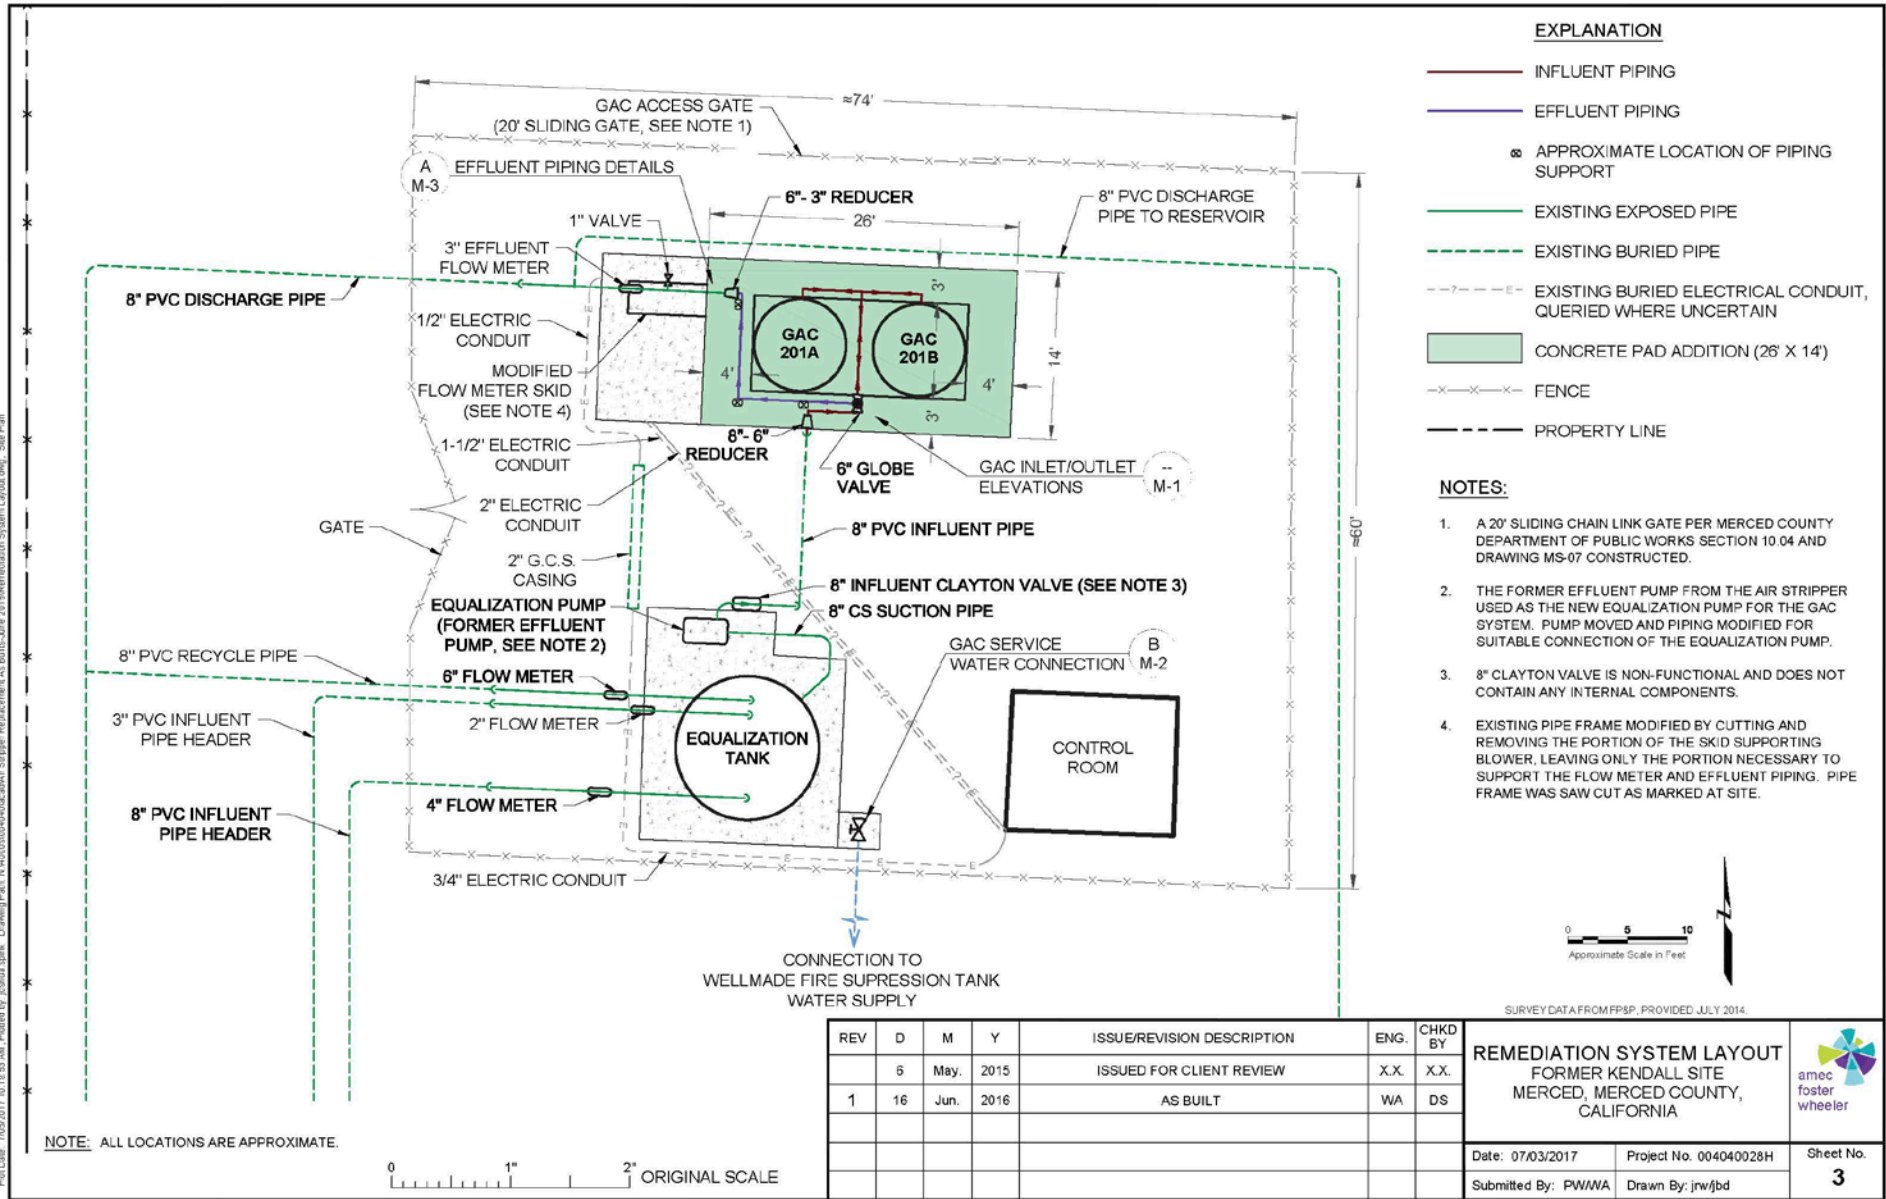 ≈74'
GAC ACCESS GATE
(20' SLIDING GATE, SEE NOTE 1)
A
M-3
EFFLUENT PIPING DETAILS
6"- 3" REDUCER
8" PVC DISCHARGE
PIPE TO RESERVOIR
1" VALVE
26'
3" EFFLUENT
FLOW METER
8" PVC DISCHARGE PIPE
1/2" ELECTRIC
CONDUIT
MODIFIED
FLOW METER SKID
(SEE NOTE 4)
GAC
201A
GAC
201B
3'
14'
4'
4'
3'
1-1/2" ELECTRIC
CONDUIT
8"- 6"
REDUCER
6" GLOBE
VALVE
GAC INLET/OUTLET
ELEVATIONS
--
M-1
2" ELECTRIC
CONDUIT
GATE
8" PVC INFLUENT PIPE
≈60'
2" G.C.S.
CASING
8" INFLUENT CLAYTON VALVE (SEE NOTE 3)
EQUALIZATION PUMP
(FORMER EFFLUENT
PUMP, SEE NOTE 2)
8" CS SUCTION PIPE
GAC SERVICE
WATER CONNECTION
B
M-2
8" PVC RECYCLE PIPE
6" FLOW METER
3" PVC INFLUENT
PIPE HEADER
2" FLOW METER
EQUALIZATION
TANK
CONTROL
ROOM
8" PVC INFLUENT
PIPE HEADER
4" FLOW METER
3/4" ELECTRIC CONDUIT
CONNECTION TO
WELLMADE FIRE SUPRESSION TANK
WATER SUPPLY
EXPLANATION
INFLUENT PIPING
EFFLUENT PIPING
APPROXIMATE LOCATION OF PIPING
SUPPORT
EXISTING EXPOSED PIPE
EXISTING BURIED PIPE
EXISTING BURIED ELECTRICAL CONDUIT,
QUERIED WHERE UNCERTAIN
CONCRETE PAD ADDITION (26' X 14')
FENCE
PROPERTY LINE
NOTES:
1. A 20' SLIDING CHAIN LINK GATE PER MERCED COUNTY
DEPARTMENT OF PUBLIC WORKS SECTION 10.04 AND
DRAWING MS-07 CONSTRUCTED.
2. THE FORMER EFFLUENT PUMP FROM THE AIR STRIPPER
USED AS THE NEW EQUALIZATION PUMP FOR THE GAC
SYSTEM. PUMP MOVED AND PIPING MODIFIED FOR
SUITABLE CONNECTION OF THE EQUALIZATION PUMP.
3. 8" CLAYTON VALVE IS NON-FUNCTIONAL AND DOES NOT
CONTAIN ANY INTERNAL COMPONENTS.
4. EXISTING PIPE FRAME MODIFIED BY CUTTING AND
REMOVING THE PORTION OF THE SKID SUPPORTING
BLOWER, LEAVING ONLY THE PORTION NECESSARY TO
SUPPORT THE FLOW METER AND EFFLUENT PIPING. PIPE
FRAME WAS SAW CUT AS MARKED AT SITE.
0 5 10
Approximate Scale in Feet
SURVEY DATA FROM FP&P, PROVIDED JULY 2014.
REV D M Y ISSUE/REVISION DESCRIPTION ENG. CHKD BY
6 May. 2015 ISSUED FOR CLIENT REVIEW X.X. X.X.
1 16 Jun. 2016 AS BUILT WA DS
REMEDIATION SYSTEM LAYOUT
FORMER KENDALL SITE
MERCED, MERCED COUNTY,
CALIFORNIA
amec
foster
wheeler
Date: 07/03/2017 Project No. 004040028H Sheet No.
Submitted By: PW/WA Drawn By: jrw/jbd 3
NOTE: ALL LOCATIONS ARE APPROXIMATE.
0 1" 2" ORIGINAL SCALE